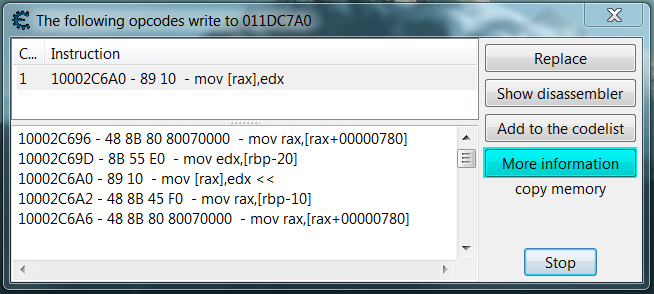 The following opcodes write to 011DC7A0
C... Instruction
1 10002C6A0 - 89 10 - mov [rax],edx
Replace
Show disassembler
Add to the codelist
More information
copy memory
Stop
10002C696 - 48 8B 80 80070000 - mov rax,[rax+00000780]
10002C69D - 8B 55 E0 - mov edx,[rbp-20]
10002C6A0 - 89 10 - mov [rax],edx <<
10002C6A2 - 48 8B 45 F0 - mov rax,[rbp-10]
10002C6A6 - 48 8B 80 80070000 - mov rax,[rax+00000780]